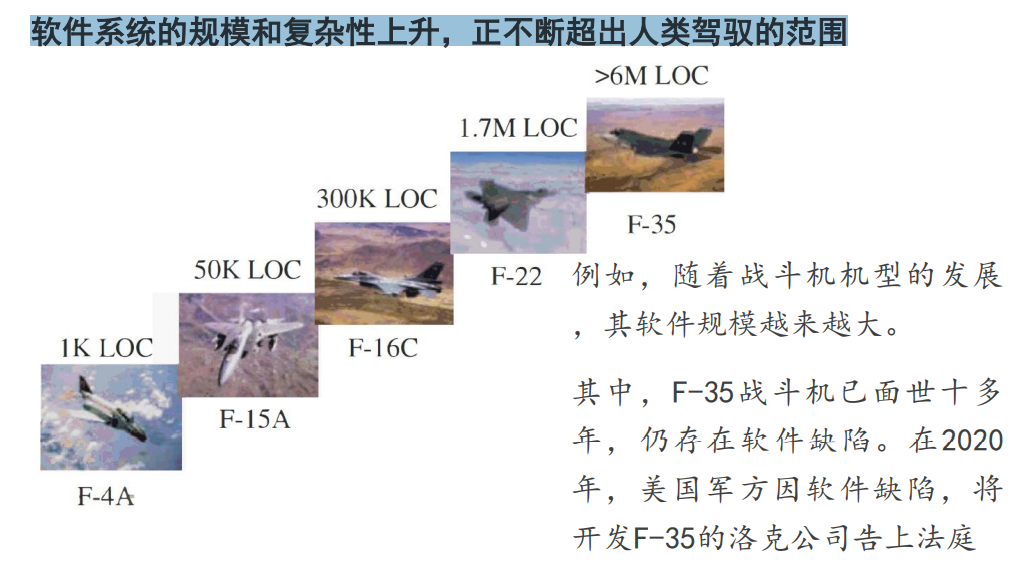 软件系统的规模和复杂性上升，正不断超出人类驾驭的范围
>6M LOC
1.7M LOC
300K LOC
50K LOC
1K LOC
F-35
F-22
F-16C
F-15A
F-4A
例如，随着战斗机机型的发展
，其软件规模越来越大。
其中，F-35战斗机已面世十多
年，仍存在软件缺陷。在2020
年，美国军方因软件缺陷，将
开发F-35的洛克公司告上法庭